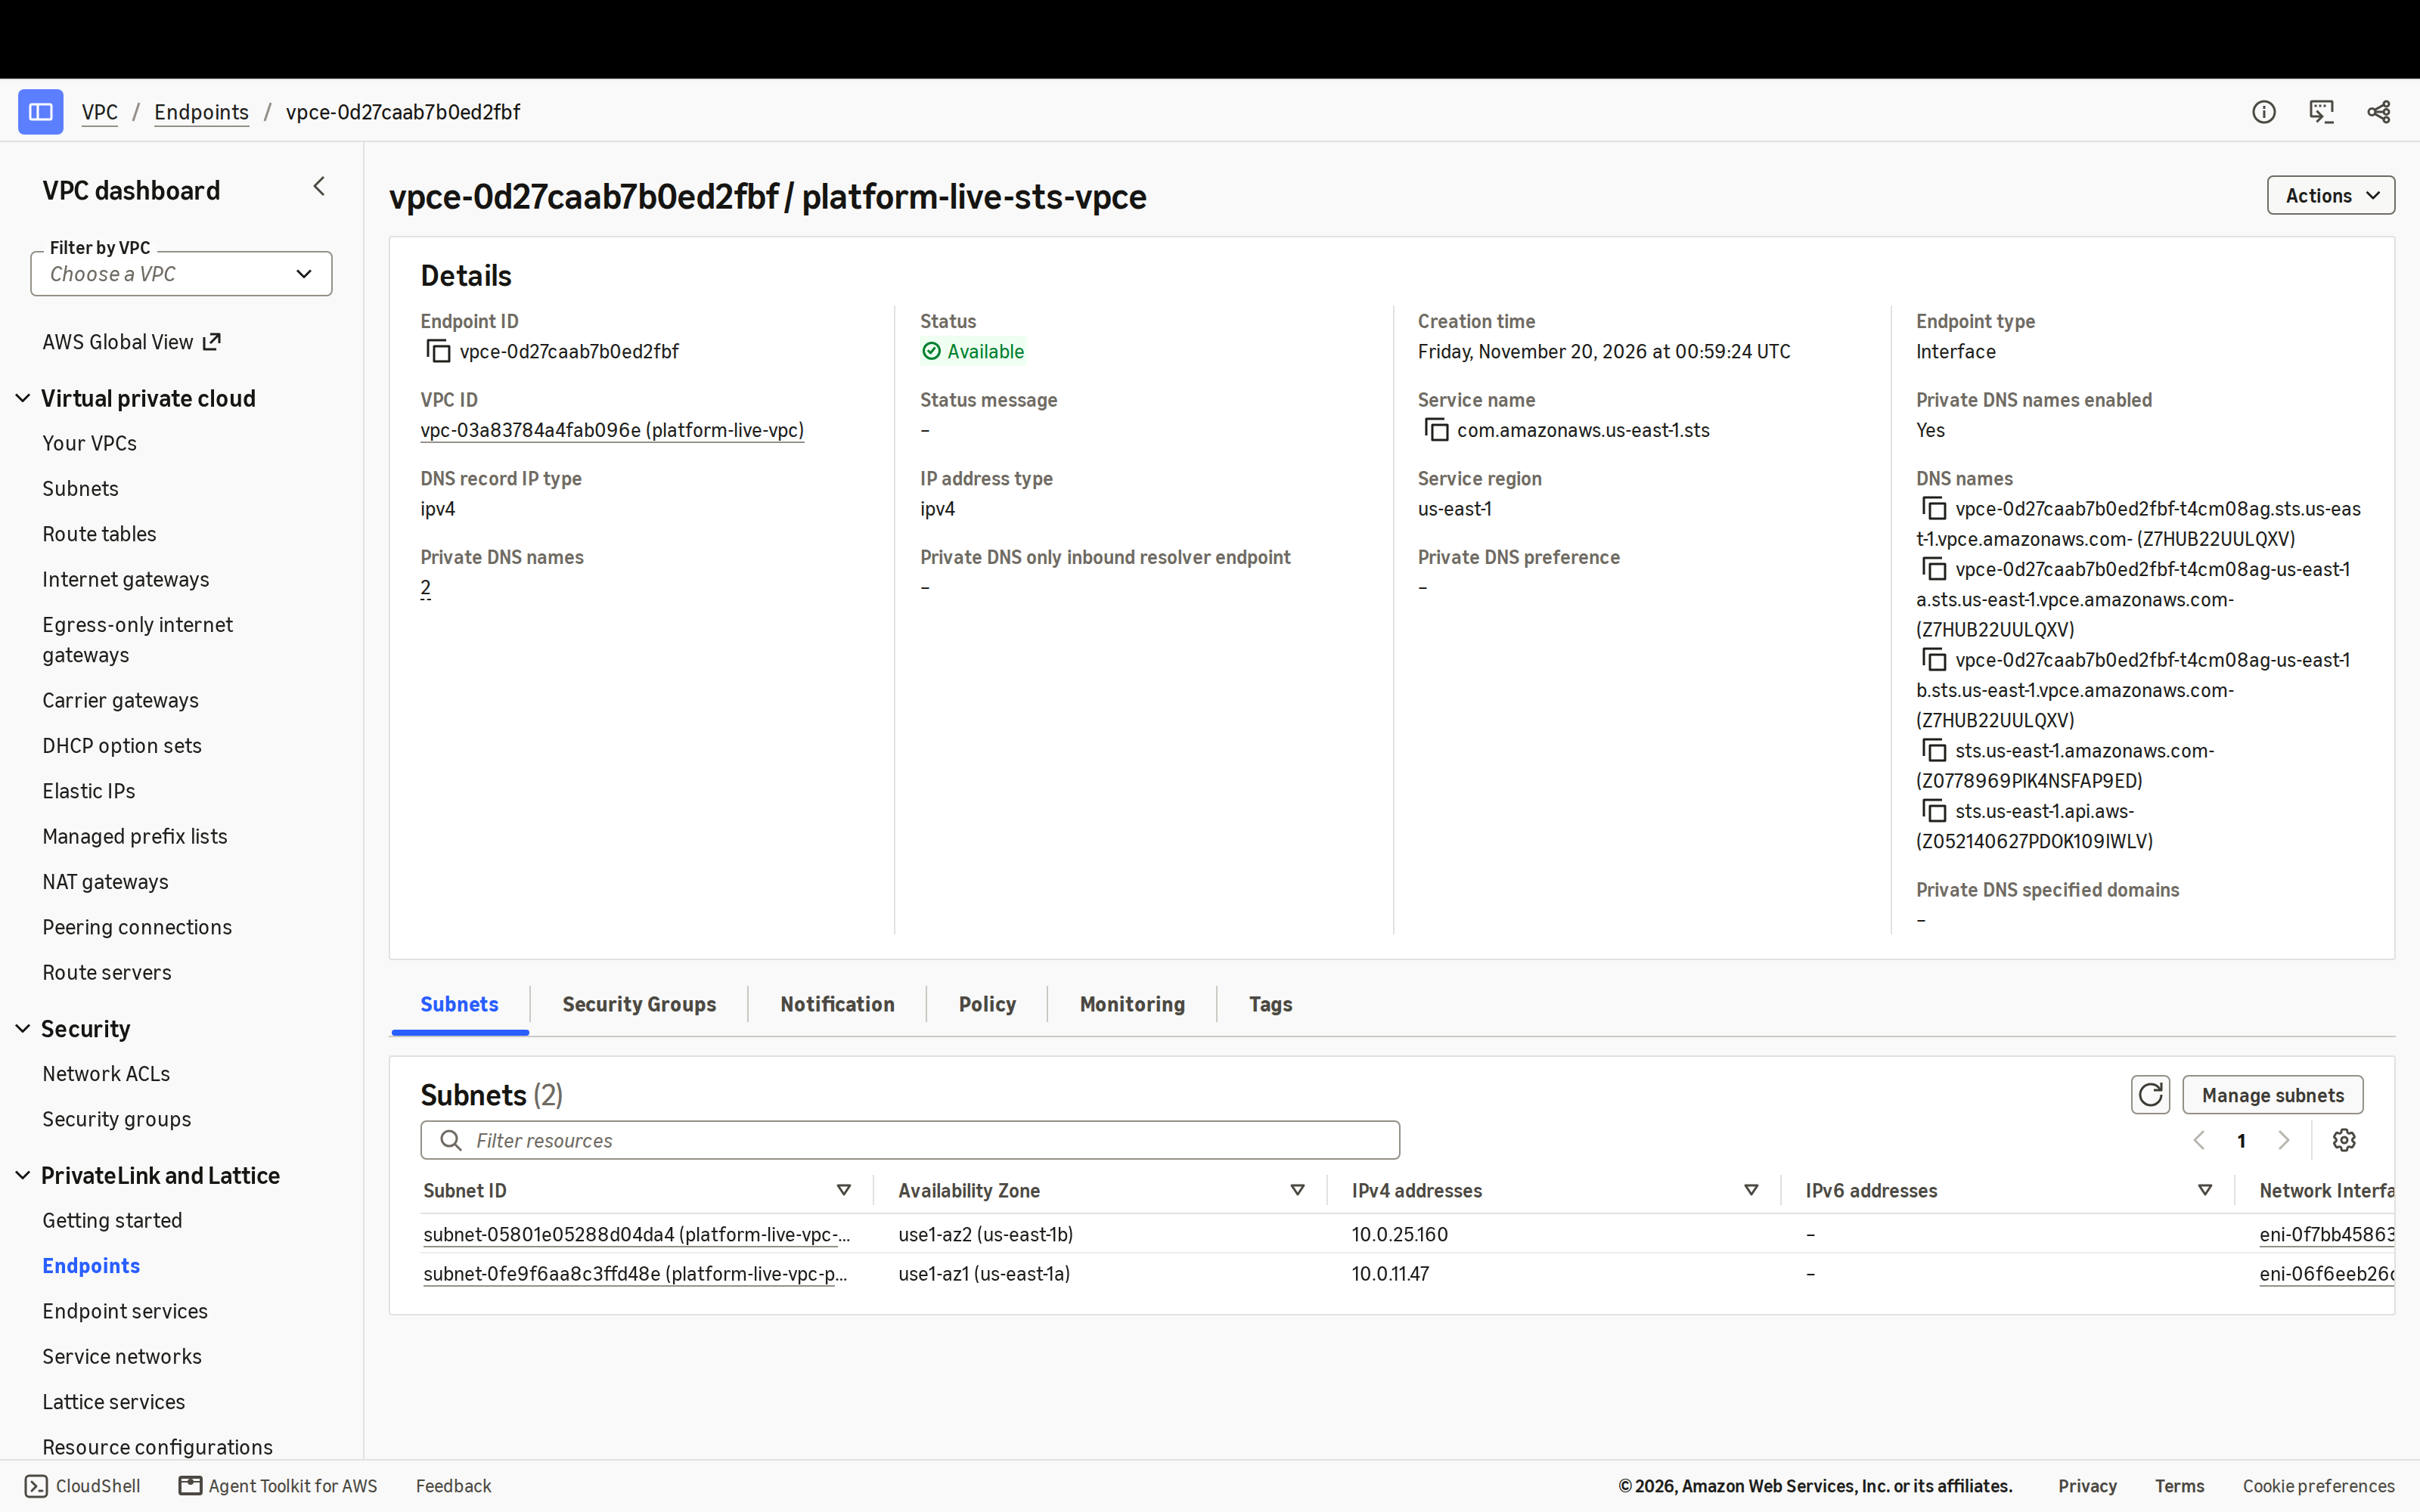 VPC / Endpoints / vpce-0d27caab7b0ed2fbf
VPC dashboard
Filter by VPC
Choose a VPC
AWS Global View
Virtual private cloud
Your VPCs
Subnets
Route tables
Internet gateways
Egress-only internet
gateways
Carrier gateways
DHCP option sets
Elastic IPs
Managed prefix lists
NAT gateways
Peering connections
Route servers
Security
Network ACLs
Security groups
PrivateLink and Lattice
Getting started
Endpoints
Endpoint services
Service networks
Lattice services
Resource configurations
vpce-0d27caab7b0ed2fbf / platform-live-sts-vpce
Actions
Details
Endpoint ID
vpce-0d27caab7b0ed2fbf
VPC ID
vpc-03a83784a4fab096e (platform-live-vpc)
DNS record IP type
ipv4
Private DNS names
2
Status
Available
Status message
–
IP address type
ipv4
Private DNS only inbound resolver endpoint
–
Creation time
Friday, November 20, 2026 at 00:59:24 UTC
Service name
com.amazonaws.us-east-1.sts
Service region
us-east-1
Private DNS preference
–
Endpoint type
Interface
Private DNS names enabled
Yes
DNS names
vpce-0d27caab7b0ed2fbf-t4cm08ag.sts.us-eas
t-1.vpce.amazonaws.com- (Z7HUB22UULQXV)
vpce-0d27caab7b0ed2fbf-t4cm08ag-us-east-1
a.sts.us-east-1.vpce.amazonaws.com-
(Z7HUB22UULQXV)
vpce-0d27caab7b0ed2fbf-t4cm08ag-us-east-1
b.sts.us-east-1.vpce.amazonaws.com-
(Z7HUB22UULQXV)
sts.us-east-1.amazonaws.com-
(Z0778969PIK4NSFAP9ED)
sts.us-east-1.api.aws-
(Z052140627PDOK109IWLV)
Private DNS specified domains
–
Subnets Security Groups Notification Policy Monitoring Tags
Subnets (2)
Manage subnets
Filter resources
1
Subnet ID Availability Zone IPv4 addresses IPv6 addresses Network Interfa
subnet-05801e05288d04da4 (platform-live-vpc-... use1-az2 (us-east-1b) 10.0.25.160 – eni-0f7bb45863
subnet-0fe9f6aa8c3ffd48e (platform-live-vpc-p... use1-az1 (us-east-1a) 10.0.11.47 – eni-06f6eeb26
CloudShell Agent Toolkit for AWS Feedback © 2026, Amazon Web Services, Inc. or its affiliates. Privacy Terms Cookie preferences